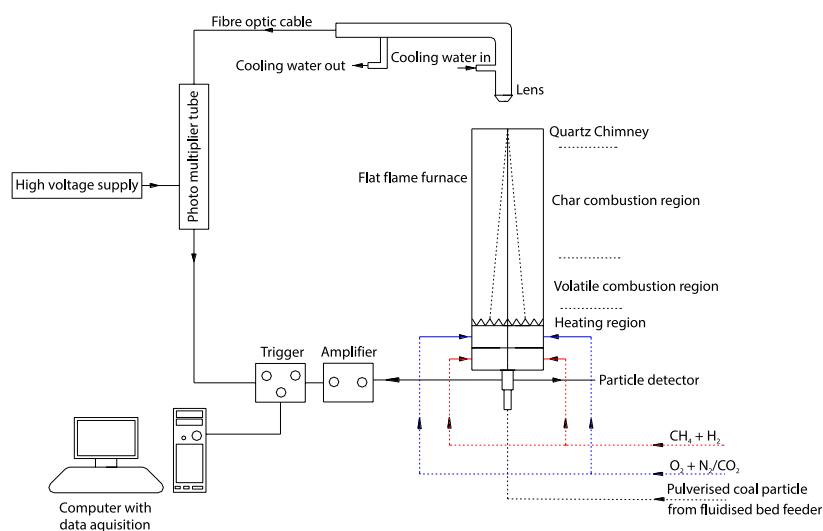 Fibre optic cable
Cooling water out
Cooling water in
Lens
Photo multiplier tube
High voltage supply
Quartz Chimney
Flat flame furnace
Char combustion region
Volatile combustion region
Heating region
Trigger
Amplifier
Particle detector
CH₄ + H₂
O₂ + N₂/CO₂
Pulverised coal particle
from fluidised bed feeder
Computer with
data aquisition